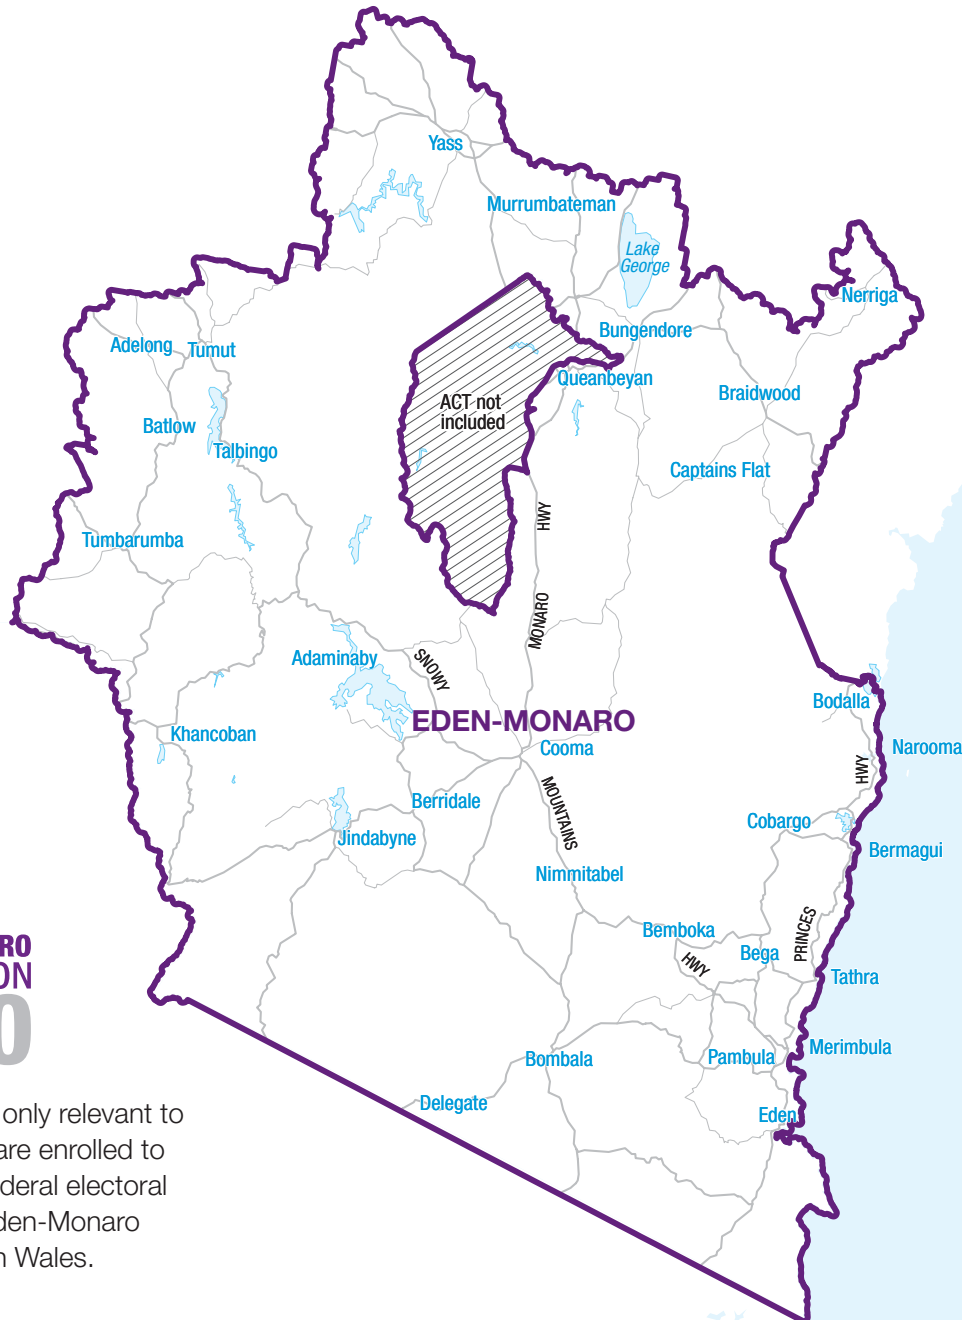 Yass
Murrumbateman
Lake
George
Nerriga
Bungendore
Adelong
Tumut
Queanbeyan
Braidwood
ACT not
included
Batlow
Talbingo
Captains Flat
HWY
Tumbarumba
MONARO
Adaminaby
SNOWY
Bodalla
EDEN-MONARO
Khancoban
Cooma
Narooma
HWY
Berridale
MOUNTAINS
Cobargo
Jindabyne
Bermagui
Nimmitabel
Bemboka
PRINCES
Bega
HWY
Tathra
RO
ON
0
Merimbula
Bombala
Pambula
Delegate
Eden
only relevant to
are enrolled to
deral electoral
den-Monaro
n Wales.